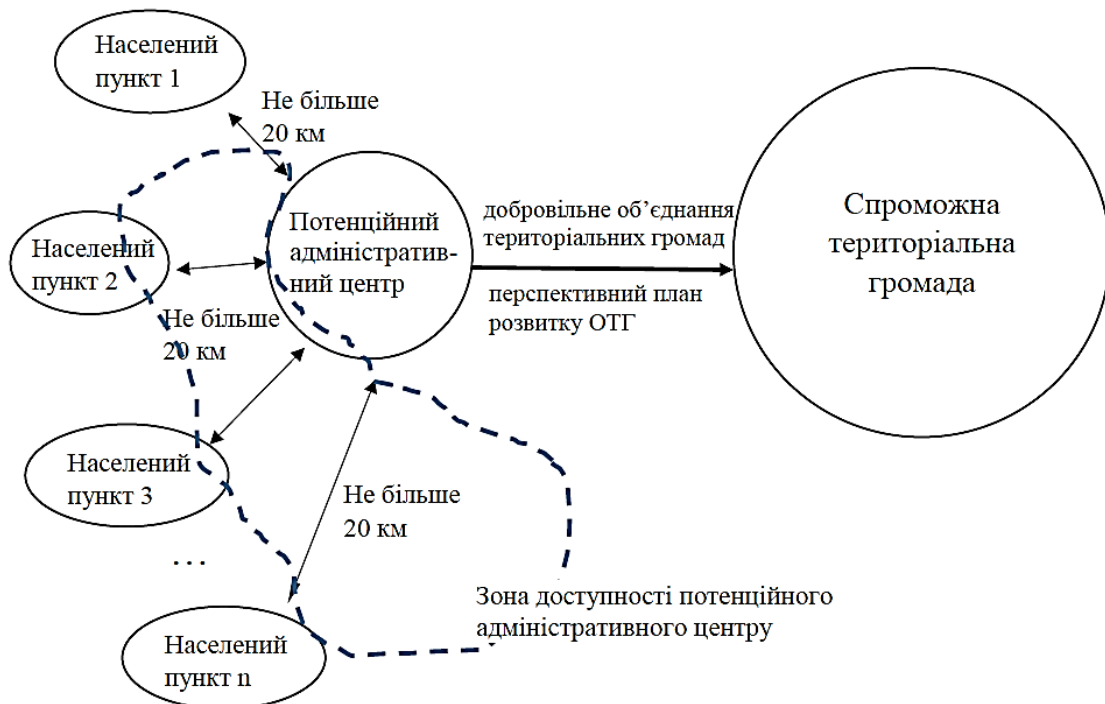 Населений
пункт 1
Не більше
20 км
Населений
пункт 2
Потенційний
адміністратив-
ний центр
добровільне об’єднання
територіальних громад
перспективний план
розвитку ОТГ
Спроможна
територіальна
громада
Не більше
20 км
Населений
пункт 3
Не більше
20 км
...
Населений
пункт n
Зона доступності потенційного
адміністративного центру